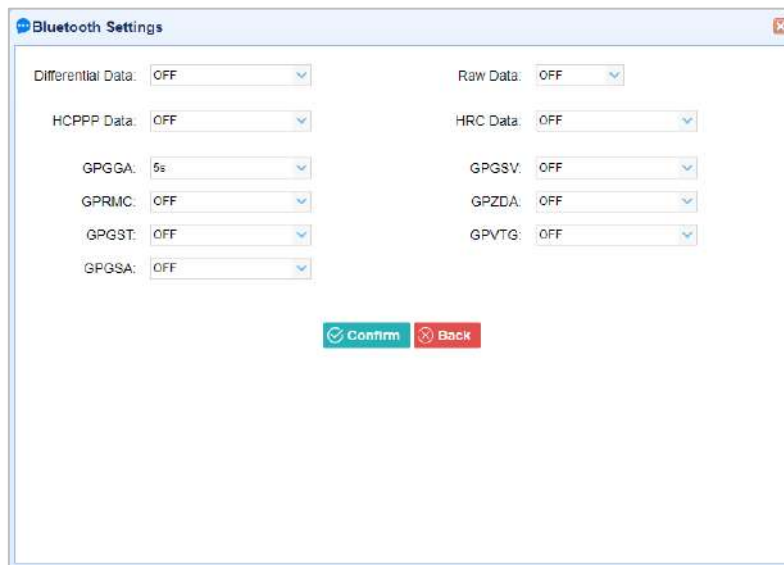 Bluetooth Settings
Differential Data: OFF Raw Data: OFF
HCPPP Data: OFF HRC Data: OFF
GPGGA: 5s GPGSV: OFF
GPRMC: OFF GPZDA: OFF
GPGST: OFF GPVTG: OFF
GPGSA: OFF
Confirm Back